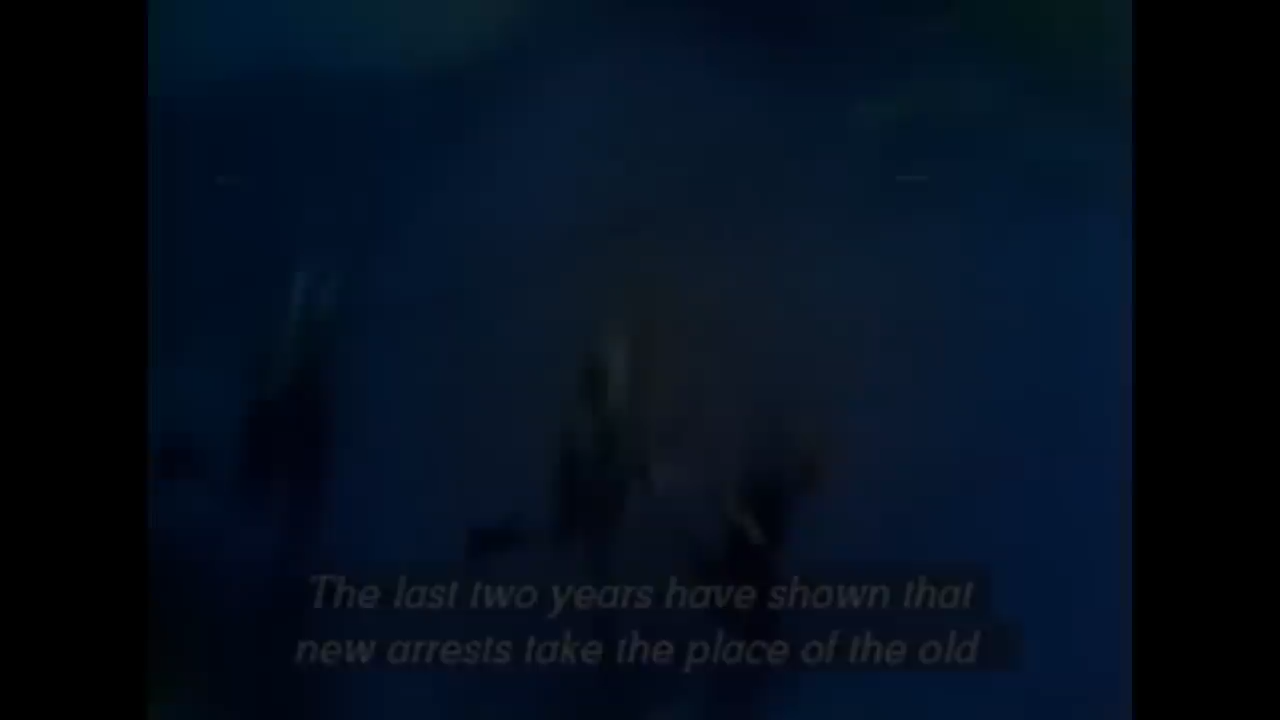 The last two years have shown that
new arrests take the place of the old